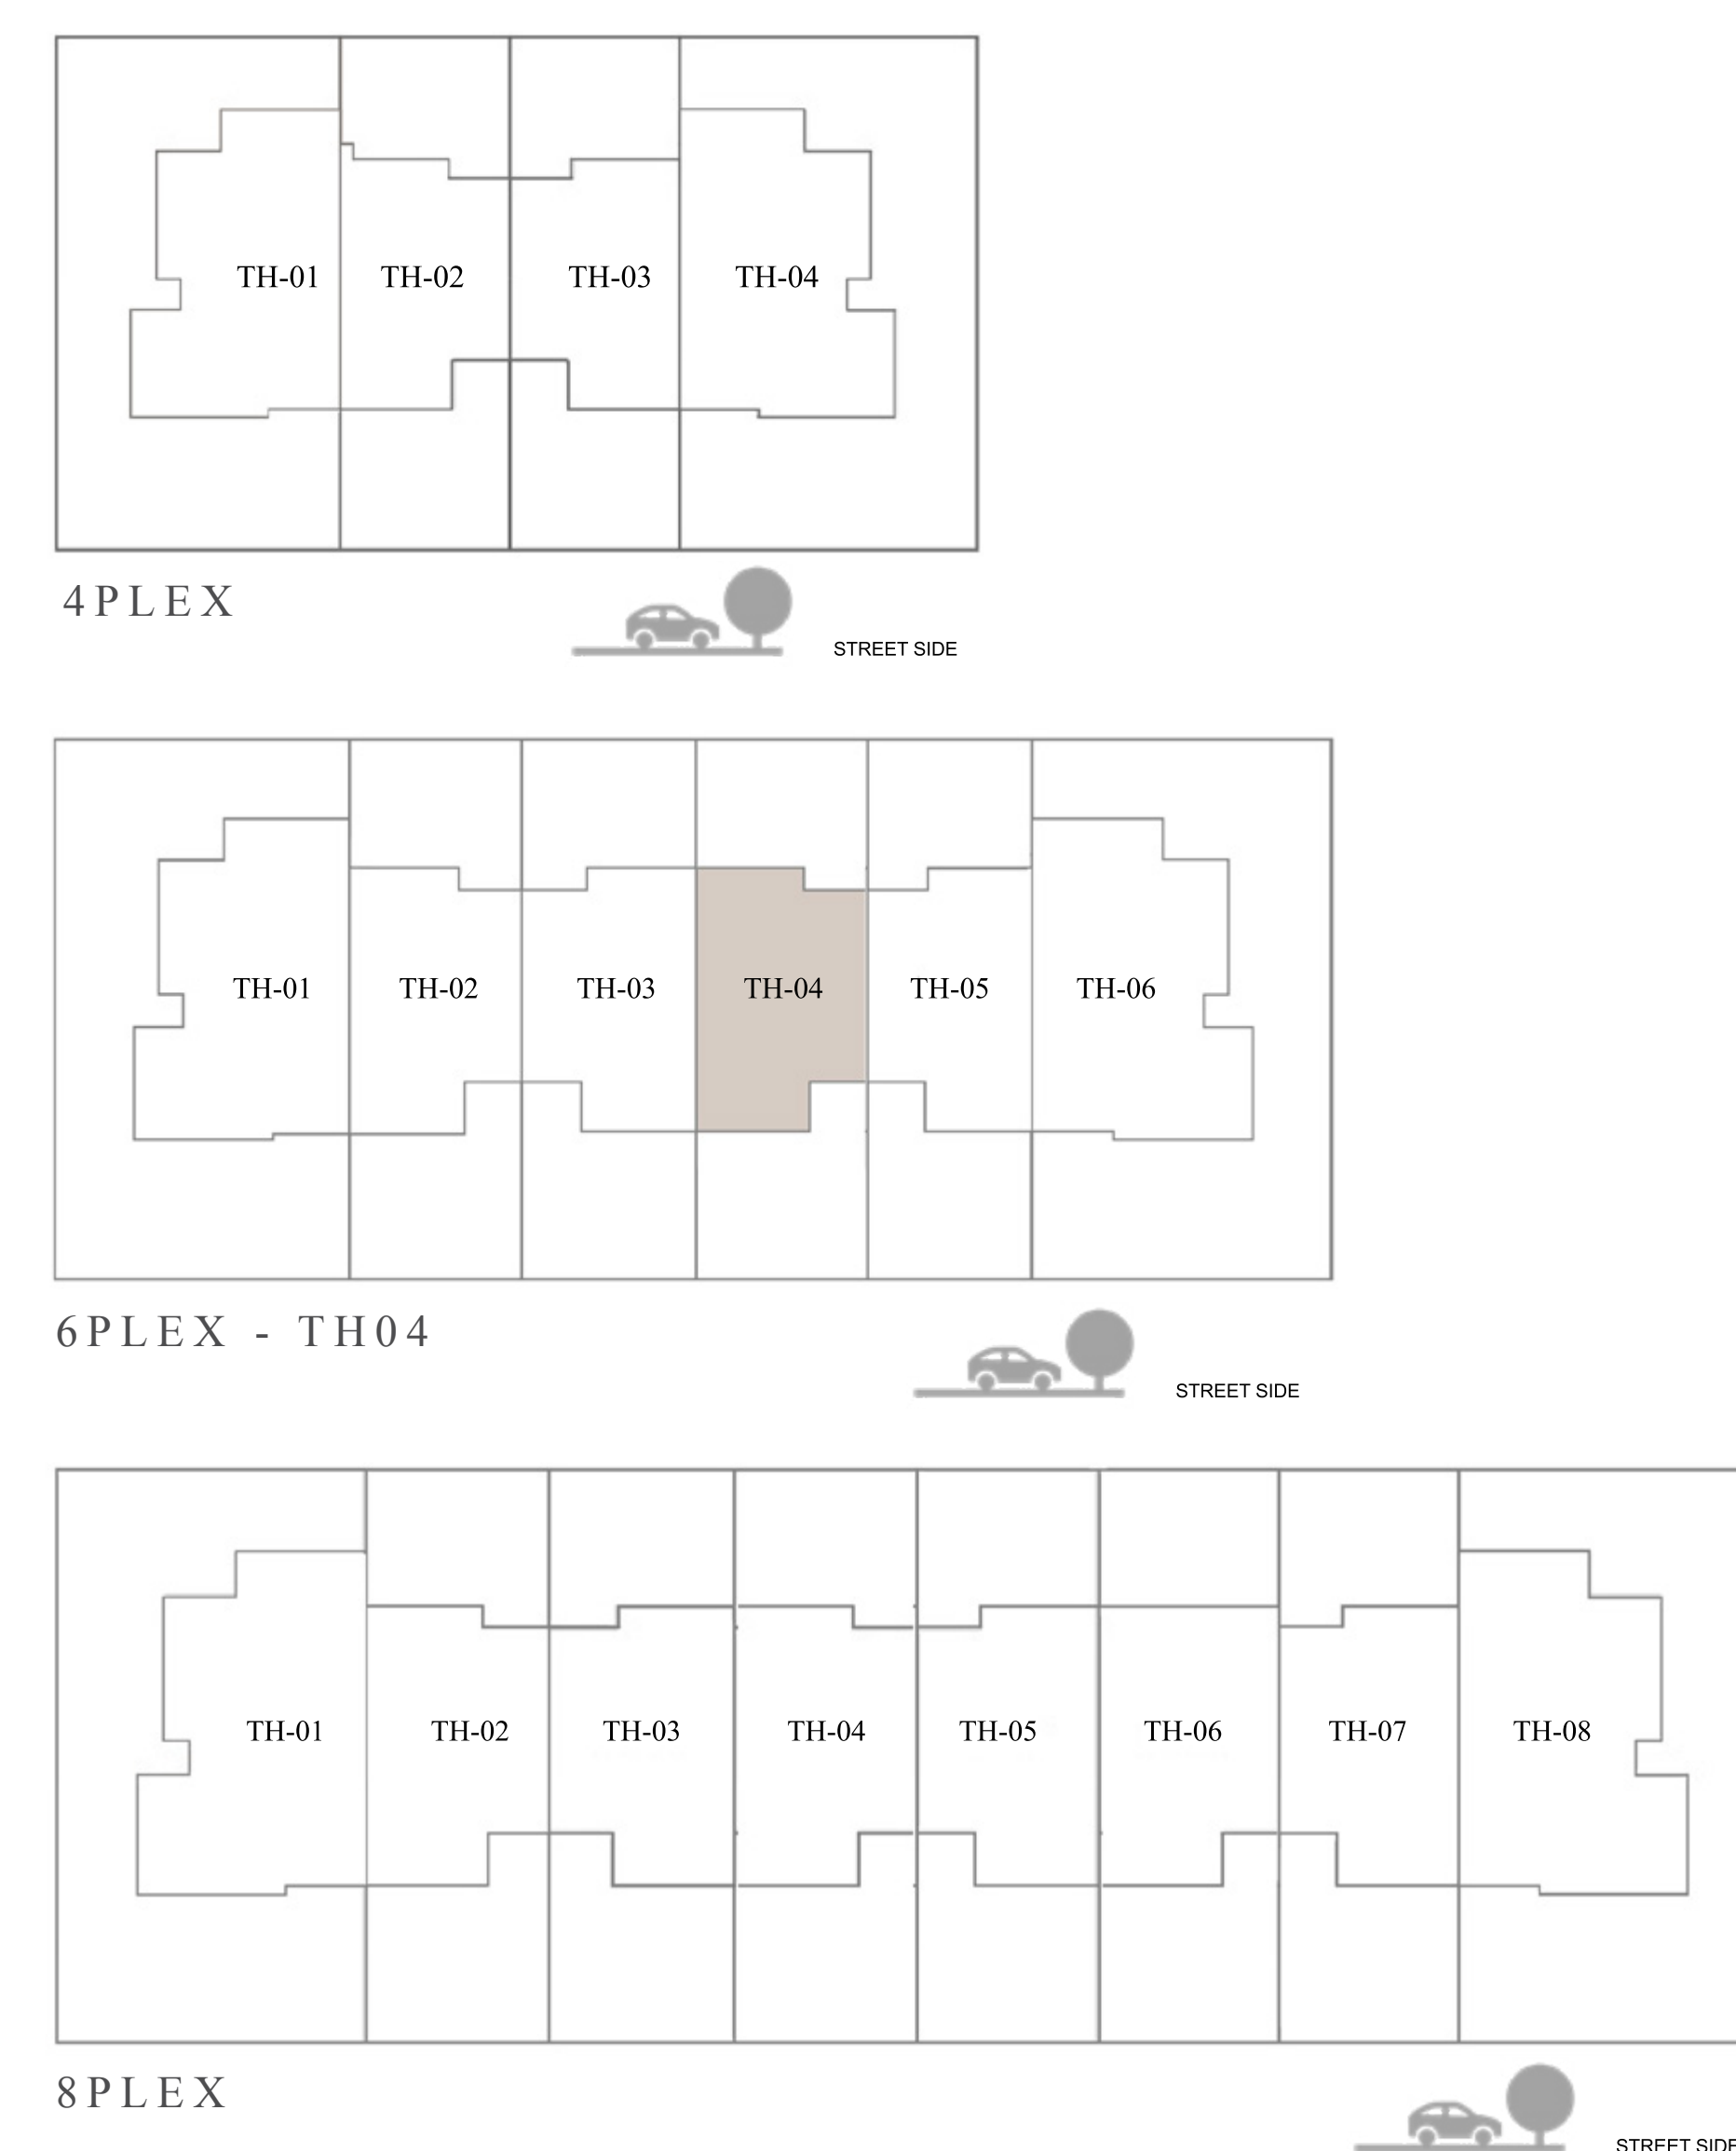 TH-01 TH-02 TH-03 TH-04
4PLEX
STREET SIDE
TH-01 TH-02 TH-03 TH-04 TH-05 TH-06
6PLEX - TH04
STREET SIDE
TH-01 TH-02 TH-03 TH-04 TH-05 TH-06 TH-07 TH-08
8PLEX
STREET SIDE